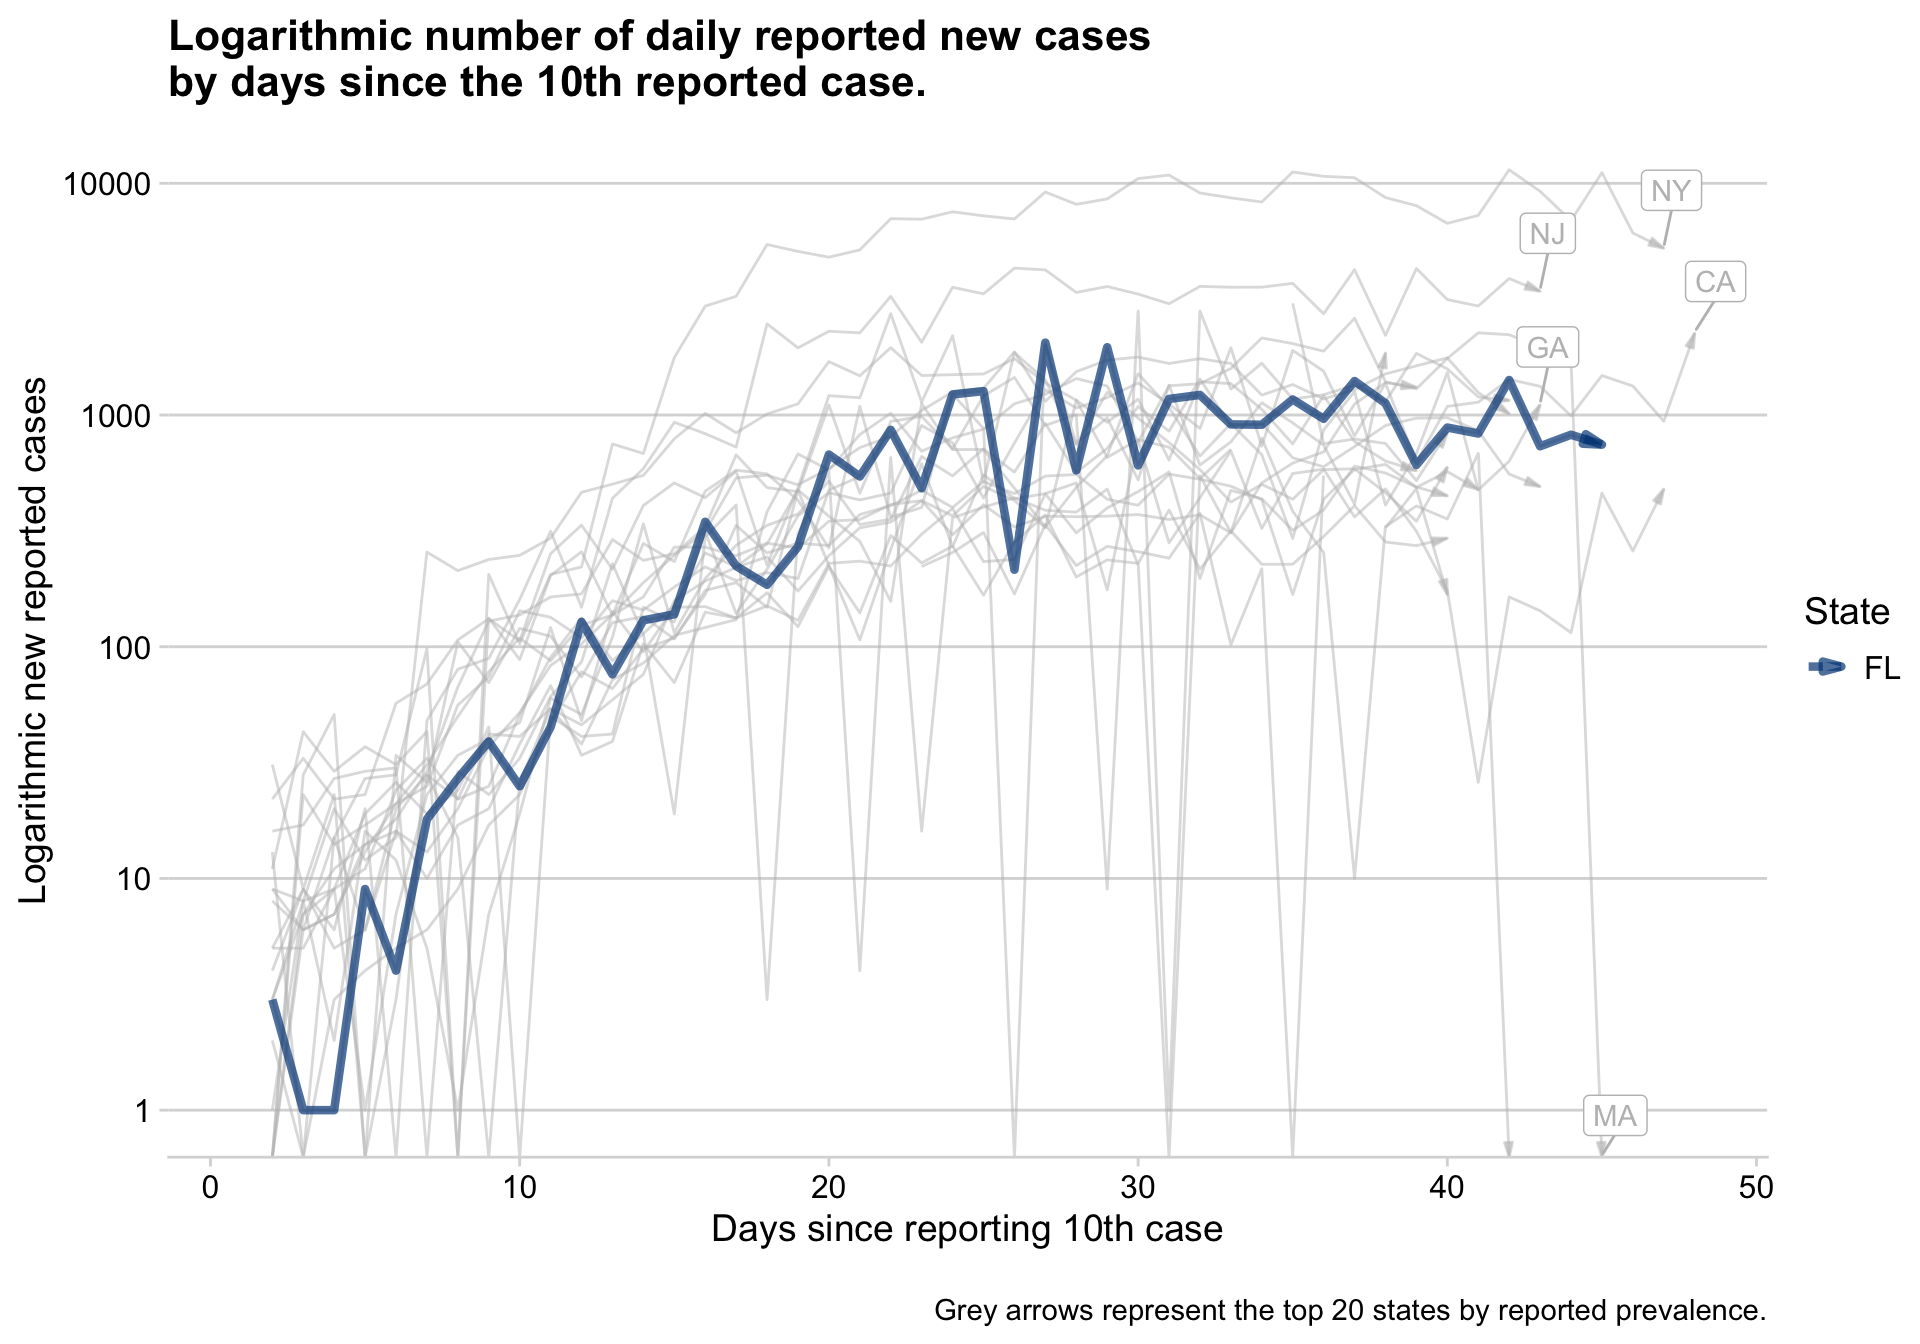 Logarithmic number of daily reported new cases
by days since the 10th reported case.
Logarithmic new reported cases
10000
1000
100
10
1
NY
NJ
CA
GA
MA
State
FL
0 10 20 30 40 50
Days since reporting 10th case
Grey arrows represent the top 20 states by reported prevalence.